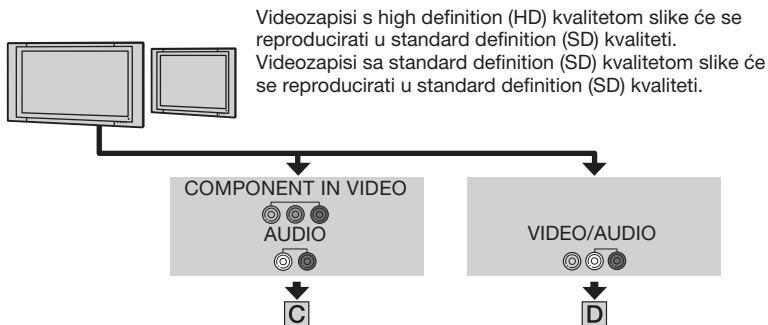 Videozapisi s high definition (HD) kvalitetom slike će se
reproducirati u standard definition (SD) kvaliteti.
Videozapisi sa standard definition (SD) kvalitetom slike će
se reproducirati u standard definition (SD) kvaliteti.
COMPONENT IN VIDEO
AUDIO
VIDEO/AUDIO
C
D